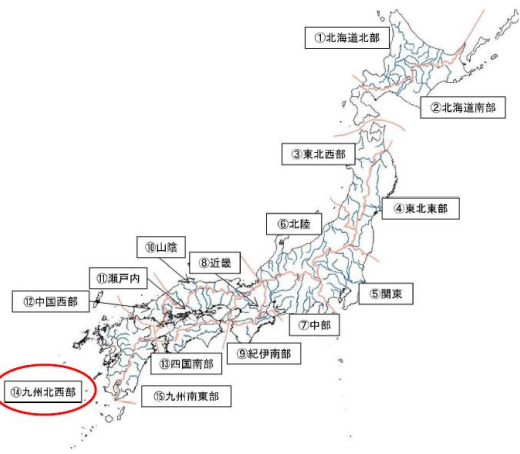 ①北海道北部
②北海道南部
③東北西部
④東北東部
⑥北陸
⑩山陰
⑧近畿
⑪瀬戸内
⑤関東
⑫中国西部
⑦中部
⑨紀伊南部
⑬四国南部
⑭九州北西部
⑮九州南東部